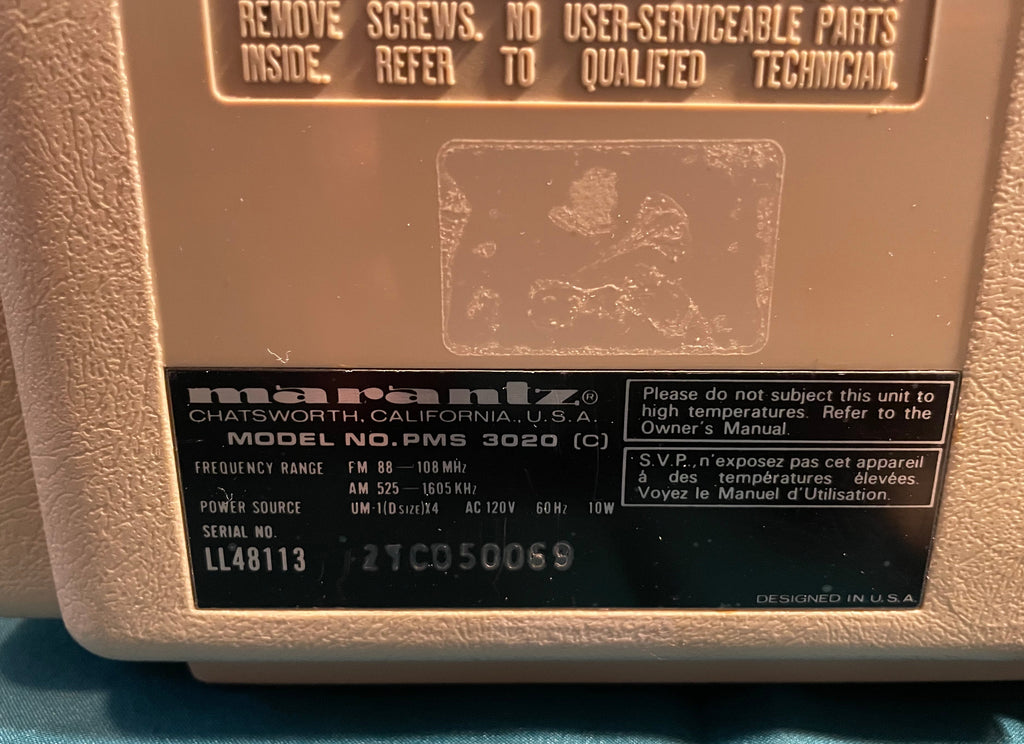 REMOVE SCREWS. NO USER-SERVICEABLE PARTS
INSIDE. REFER TO QUALIFIED TECHNICIAN.
marantz®
CHATSWORTH, CALIFORNIA., U.S.A.
MODEL NO. PMS 3020 (C)
FREQUENCY RANGE FM 88 — 108 MHz
AM 525 — 1605 KHz
POWER SOURCE UM-1(D SIZE)X4 AC 120V 60Hz 10W
SERIAL NO.
LL48113 21CD50069
Please do not subject this unit to
high temperatures. Refer to the
Owner's Manual.
S.V.P., n'exposez pas cet appareil
à des températures élevées.
Voyez le Manuel d'Utilisation.
DESIGNED IN U.S.A.